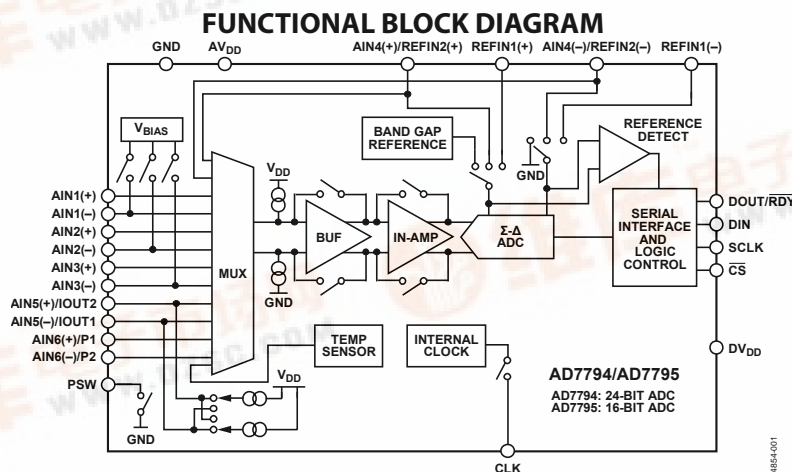 FUNCTIONAL BLOCK DIAGRAM
GND AVDD AIN4(+)/REFIN2(+) REFIN1(+) AIN4(–)/REFIN2(–) REFIN1(–)
VBIAS
BAND GAP
REFERENCE
REFERENCE
DETECT
GND
VDD
AIN1(+)
AIN1(–)
AIN2(+)
AIN2(–)
AIN3(+)
AIN3(–)
AIN5(+)/IOUT2
AIN5(–)/IOUT1
AIN6(+)/P1
AIN6(–)/P2
PSW
GND
MUX
BUF
IN-AMP
Σ-Δ
ADC
SERIAL
INTERFACE
AND
LOGIC
CONTROL
DOUT/RDY
DIN
SCLK
CS
GND
TEMP
SENSOR
INTERNAL
CLOCK
DVDD
VDD
AD7794/AD7795
AD7794: 24-BIT ADC
AD7795: 16-BIT ADC
CLK
4854-001